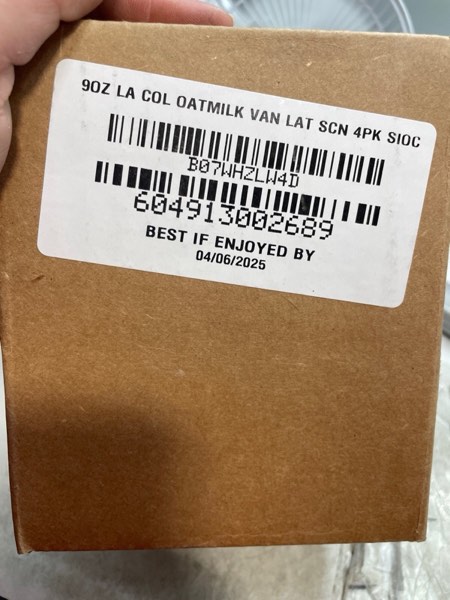 9OZ LA COL OATMILK VAN LAT SCN 4PK SIOC
B07WHZLW4D
604913002689
BEST IF ENJOYED BY
04/06/2025